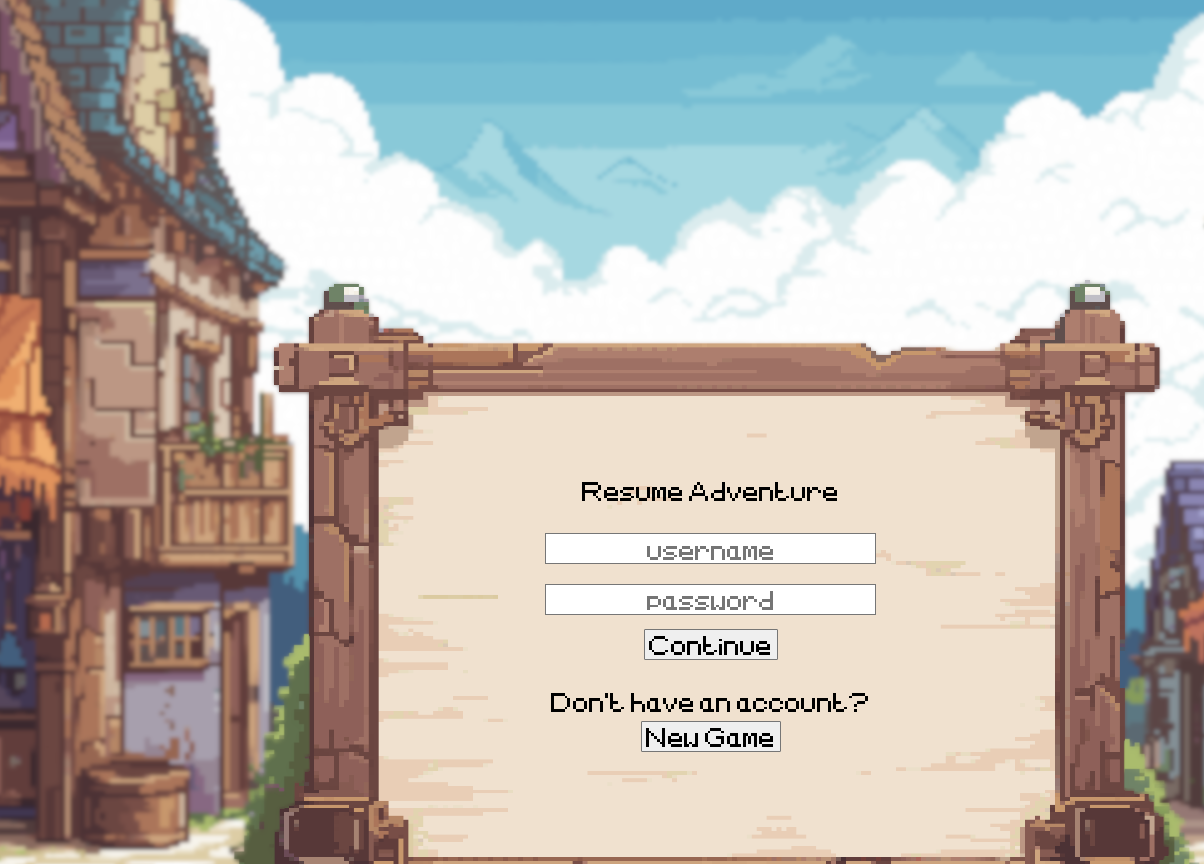 Resume Adventure
username
password
Continue
Don't have an account?
New Game